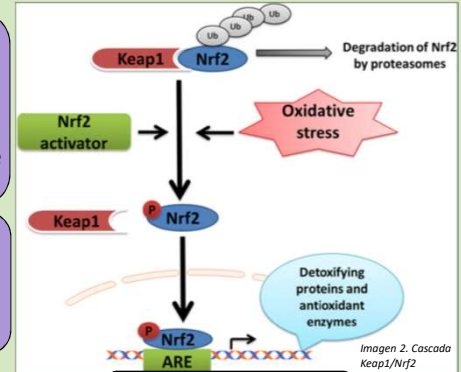 Ub
Ub
Ub
Ub
Keap1
Nrf2
Degradation of Nrf2
by proteasomes
Nrf2
activator
Oxidative
stress
Keap1
P
Nrf2
Detoxifying
proteins and
antioxidant
enzymes
P
Nrf2
ARE
Imagen 2. Cascada
Keap1/Nrf2